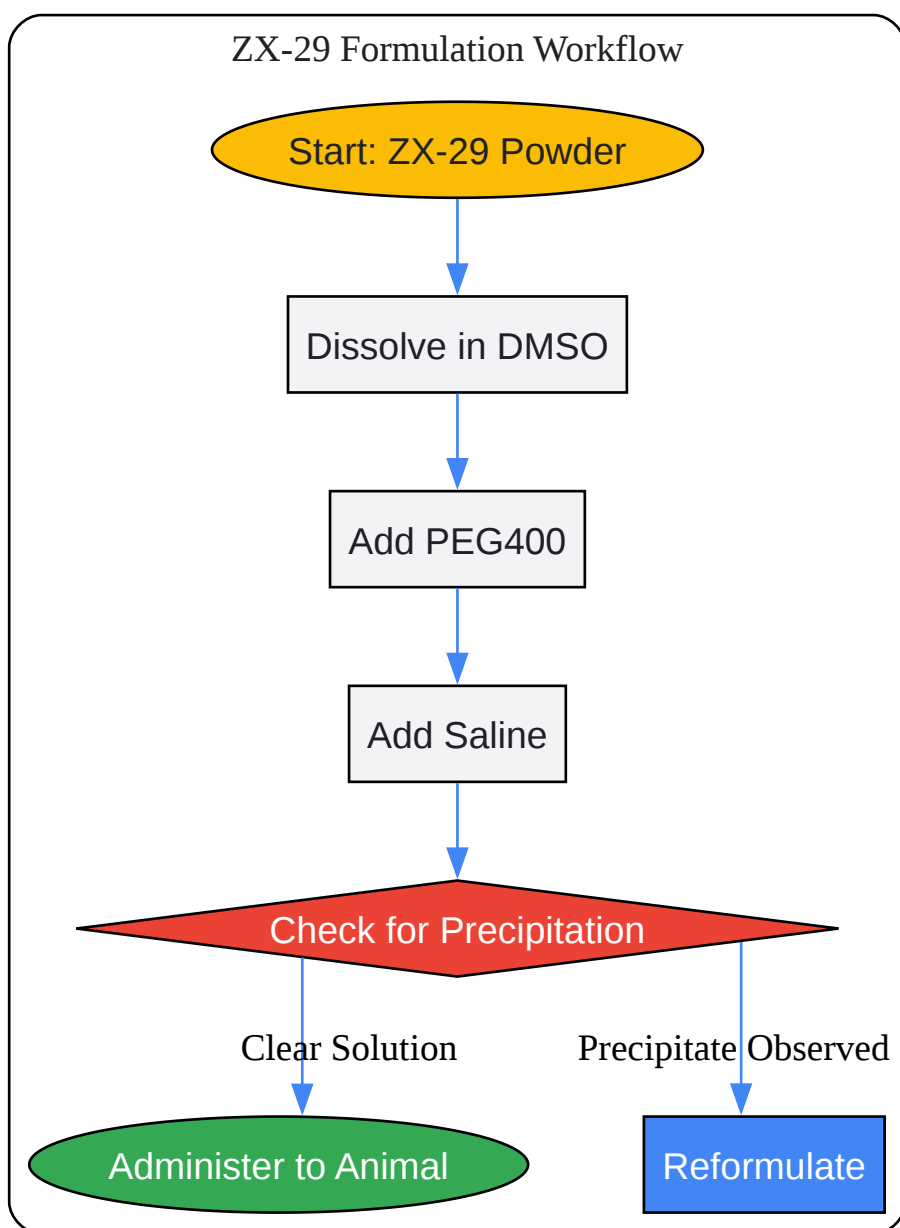 ZX-29 Formulation Workflow
Start: ZX-29 Powder
Dissolve in DMSO
Add PEG400
Add Saline
Check for Precipitation
Clear Solution
Precipitate Observed
Administer to Animal
Reformulate